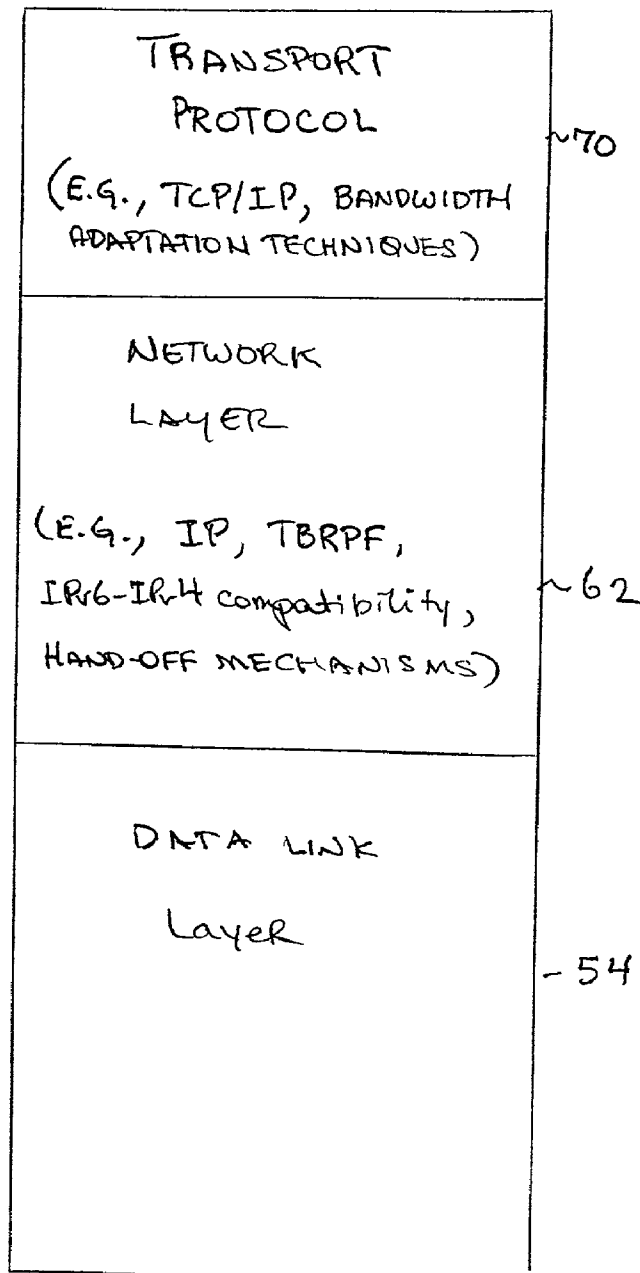 TRANSPORT
PROTOCOL
(E.G., TCP/IP, BANDWIDTH
ADAPTATION TECHNIQUES)
~70
NETWORK
LAYER
(E.G., IP, TBRPF,
IPv6-IPv4 compatibility,
HAND-OFF MECHANISMS)
~62
DATA LINK
LayeR
- 54